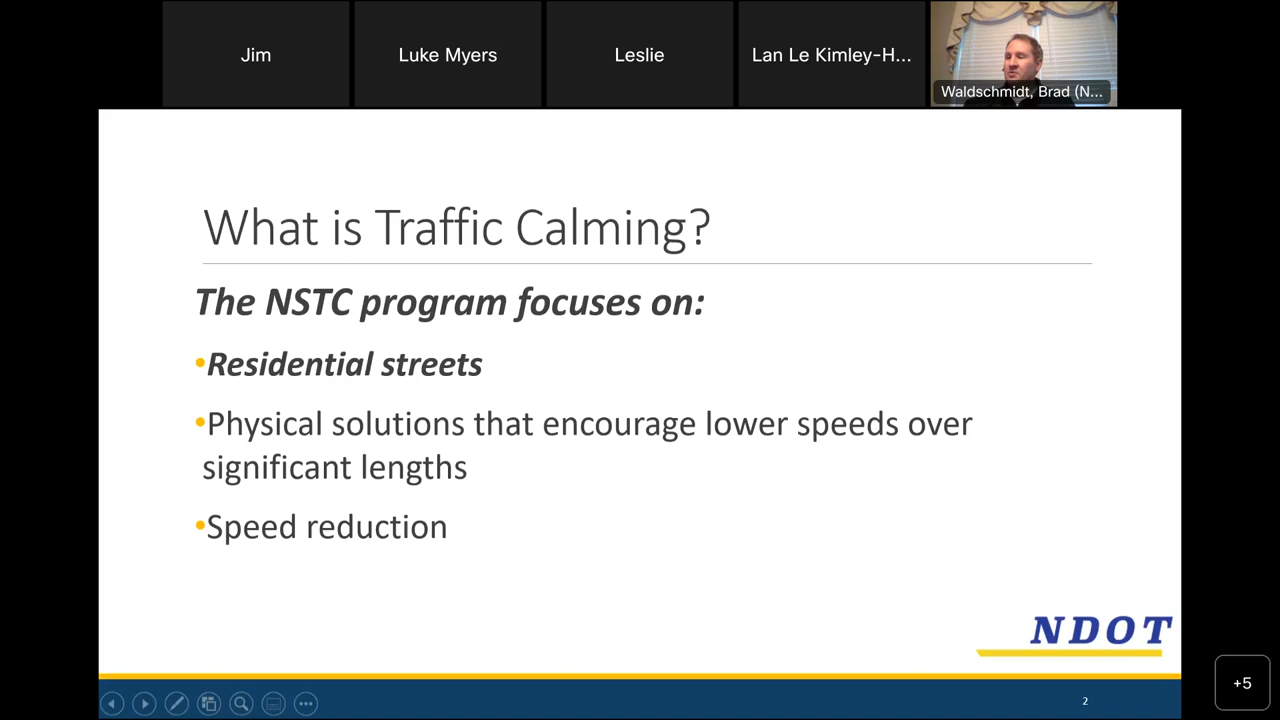 Jim
Luke Myers
Leslie
Lan Le Kimley-H...
Waldschmidt, Brad (N...
What is Traffic Calming?
The NSTC program focuses on:
•Residential streets
•Physical solutions that encourage lower speeds over
significant lengths
•Speed reduction
NDOT
2
+5